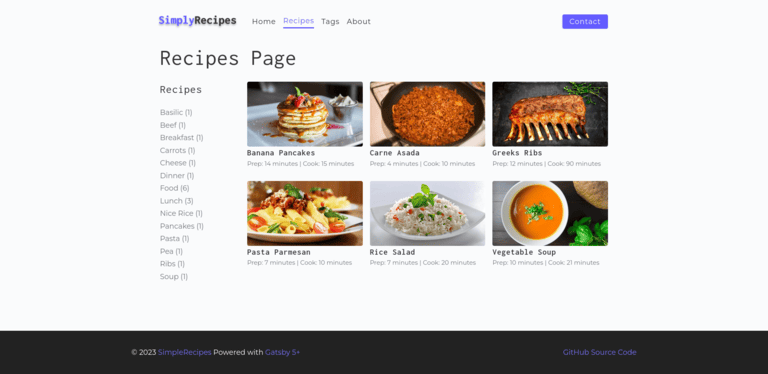 SimplyRecipes Home Recipes Tags About Contact
Recipes Page
Recipes
Basilic (1)
Beef (1)
Breakfast (1)
Carrots (1)
Cheese (1)
Dinner (1)
Food (6)
Lunch (3)
Nice Rice (1)
Pancakes (1)
Pasta (1)
Pea (1)
Ribs (1)
Soup (1)
Banana Pancakes
Prep: 14 minutes | Cook: 15 minutes
Carne Asada
Prep: 4 minutes | Cook: 10 minutes
Greeks Ribs
Prep: 12 minutes | Cook: 90 minutes
Pasta Parmesan
Prep: 7 minutes | Cook: 10 minutes
Rice Salad
Prep: 7 minutes | Cook: 20 minutes
Vegetable Soup
Prep: 10 minutes | Cook: 21 minutes
© 2023 SimpleRecipes Powered with Gatsby 5+
GitHub Source Code